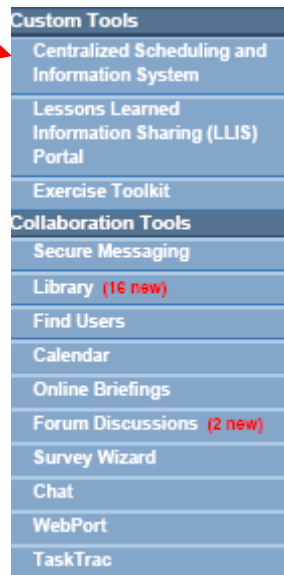 Custom Tools
Centralized Scheduling and
Information System
Lessons Learned
Information Sharing (LLIS)
Portal
Exercise Toolkit
Collaboration Tools
Secure Messaging
Library (16 new)
Find Users
Calendar
Online Briefings
Forum Discussions (2 new)
Survey Wizard
Chat
WebPort
TaskTrac